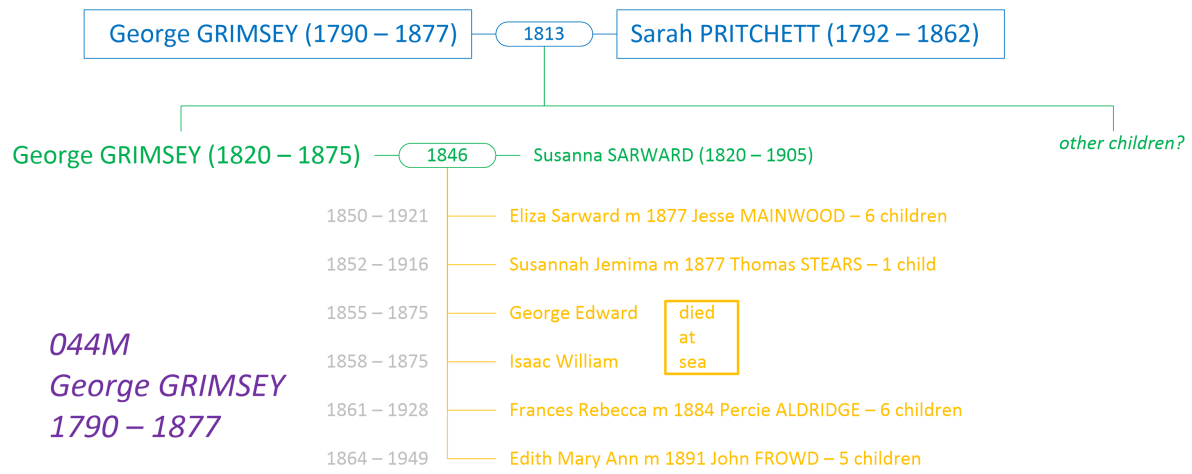 George GRIMSEY (1790 – 1877) 1813 Sarah PRITCHETT (1792 – 1862)
George GRIMSEY (1820 – 1875) 1846 Susanna SARWARD (1820 – 1905) other children?
1850 – 1921 Eliza Sarward m 1877 Jesse MAINWOOD – 6 children
1852 – 1916 Susannah Jemima m 1877 Thomas STEARS – 1 child
1855 – 1875 George Edward died
at
1858 – 1875 Isaac William sea
1861 – 1928 Frances Rebecca m 1884 Percie ALDRIDGE – 6 children
1864 – 1949 Edith Mary Ann m 1891 John FROWD – 5 children
044M
George GRIMSEY
1790 – 1877